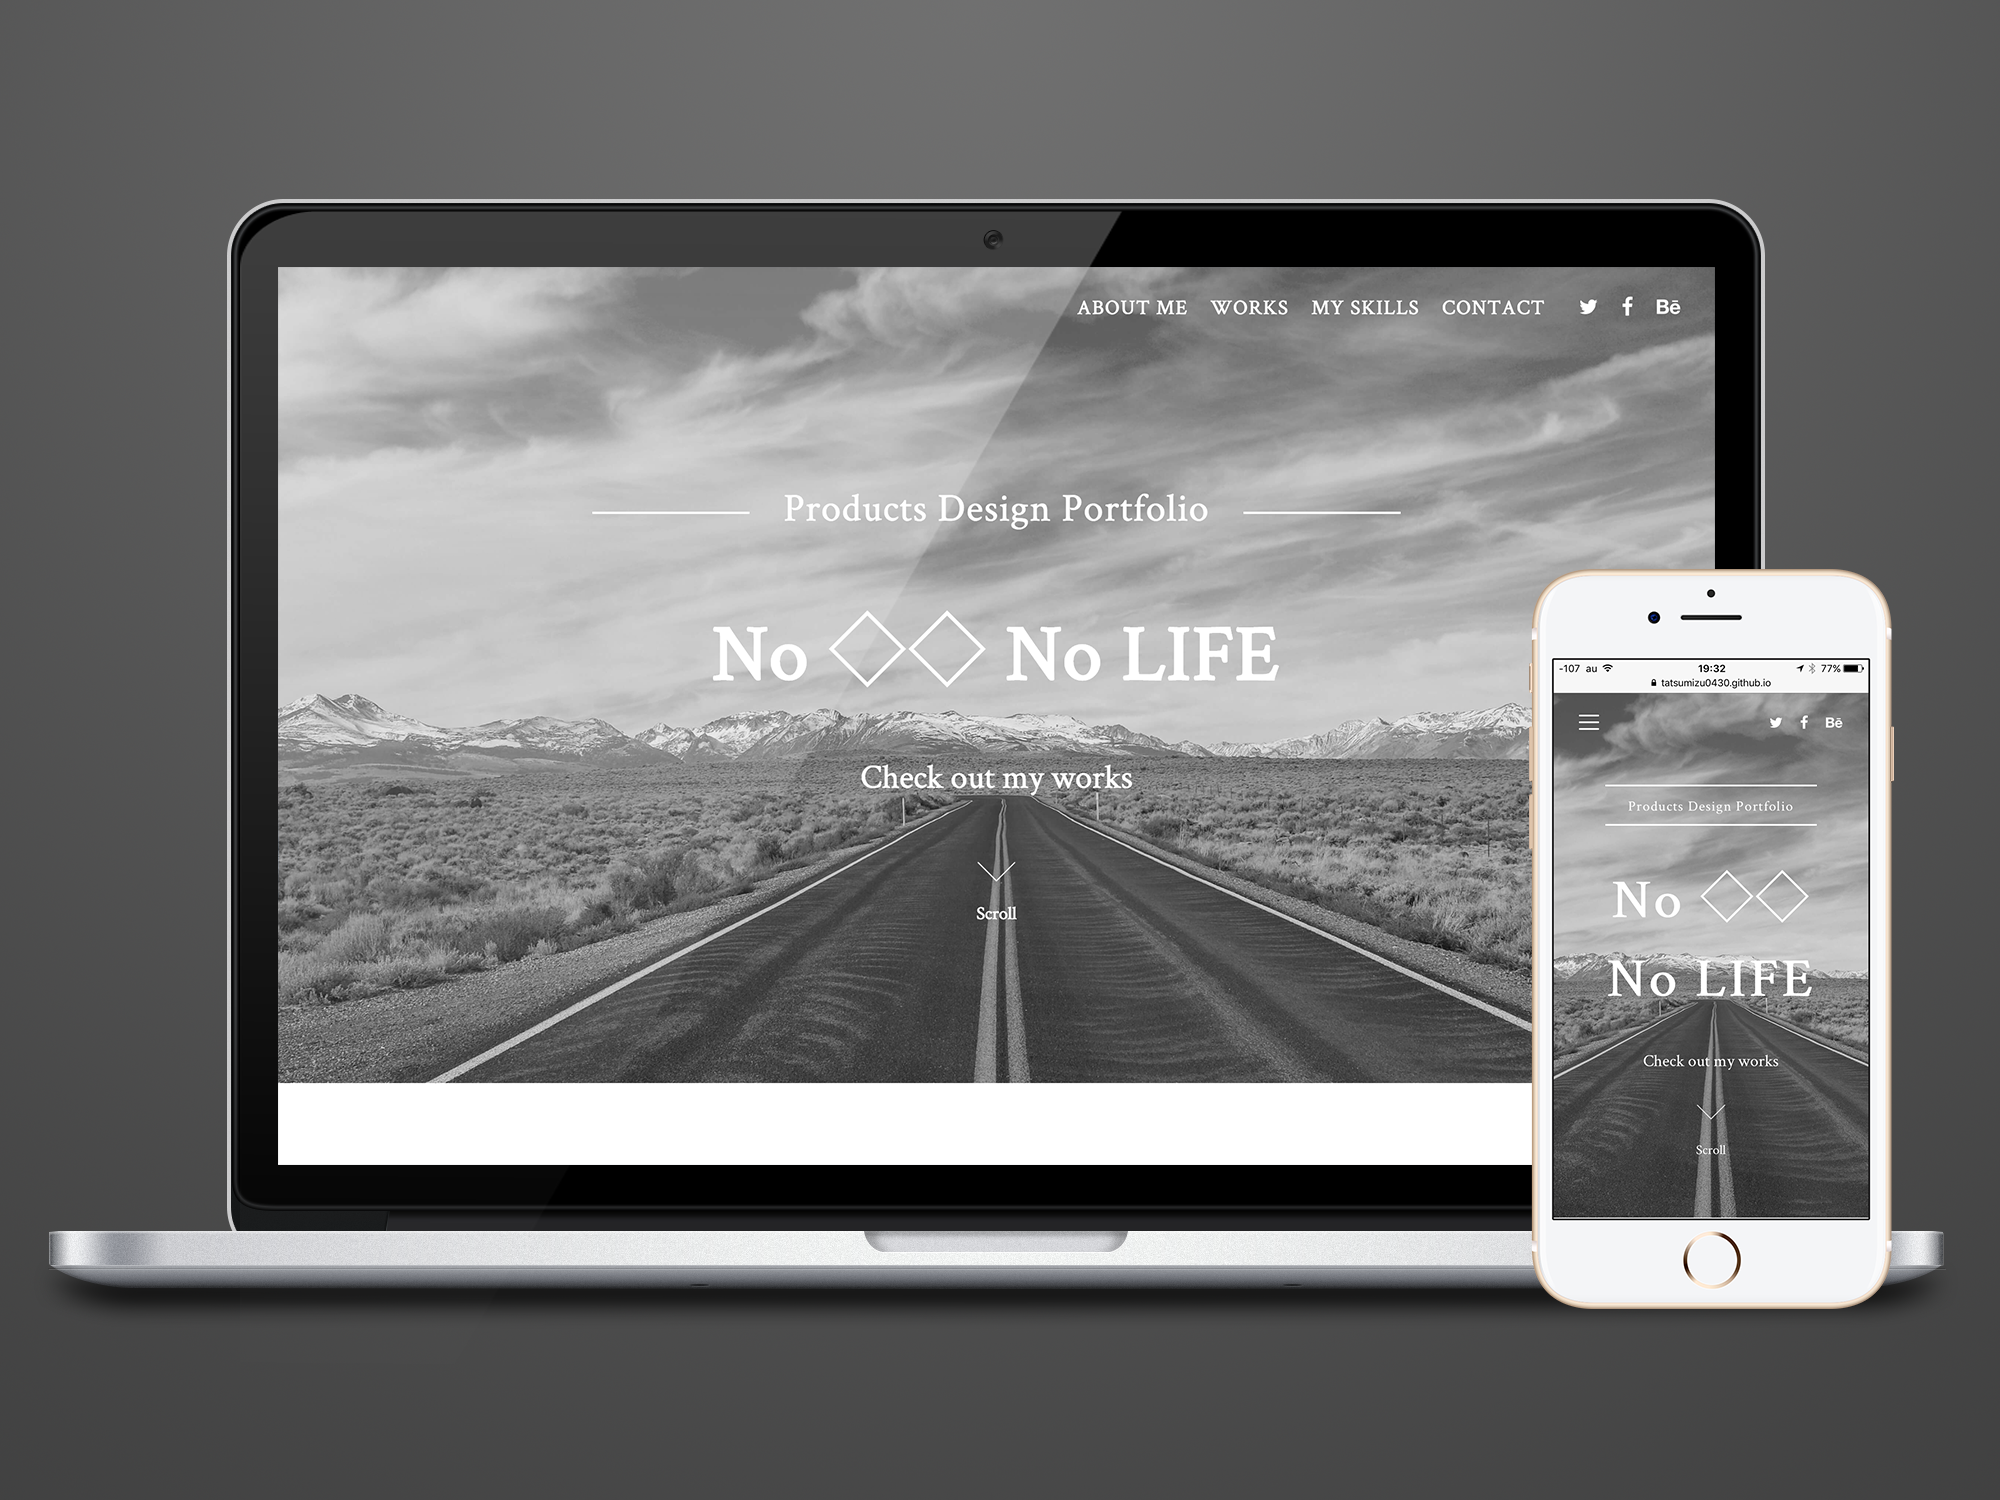 ABOUT ME WORKS MY SKILLS CONTACT Bē
Products Design Portfolio
No ◇◇ No LIFE
Check out my works
Scroll
-107 au 19:32 77%
tatsumizu0430.github.io
Bē
Products Design Portfolio
No ◇◇
No LIFE
Check out my works
Scroll